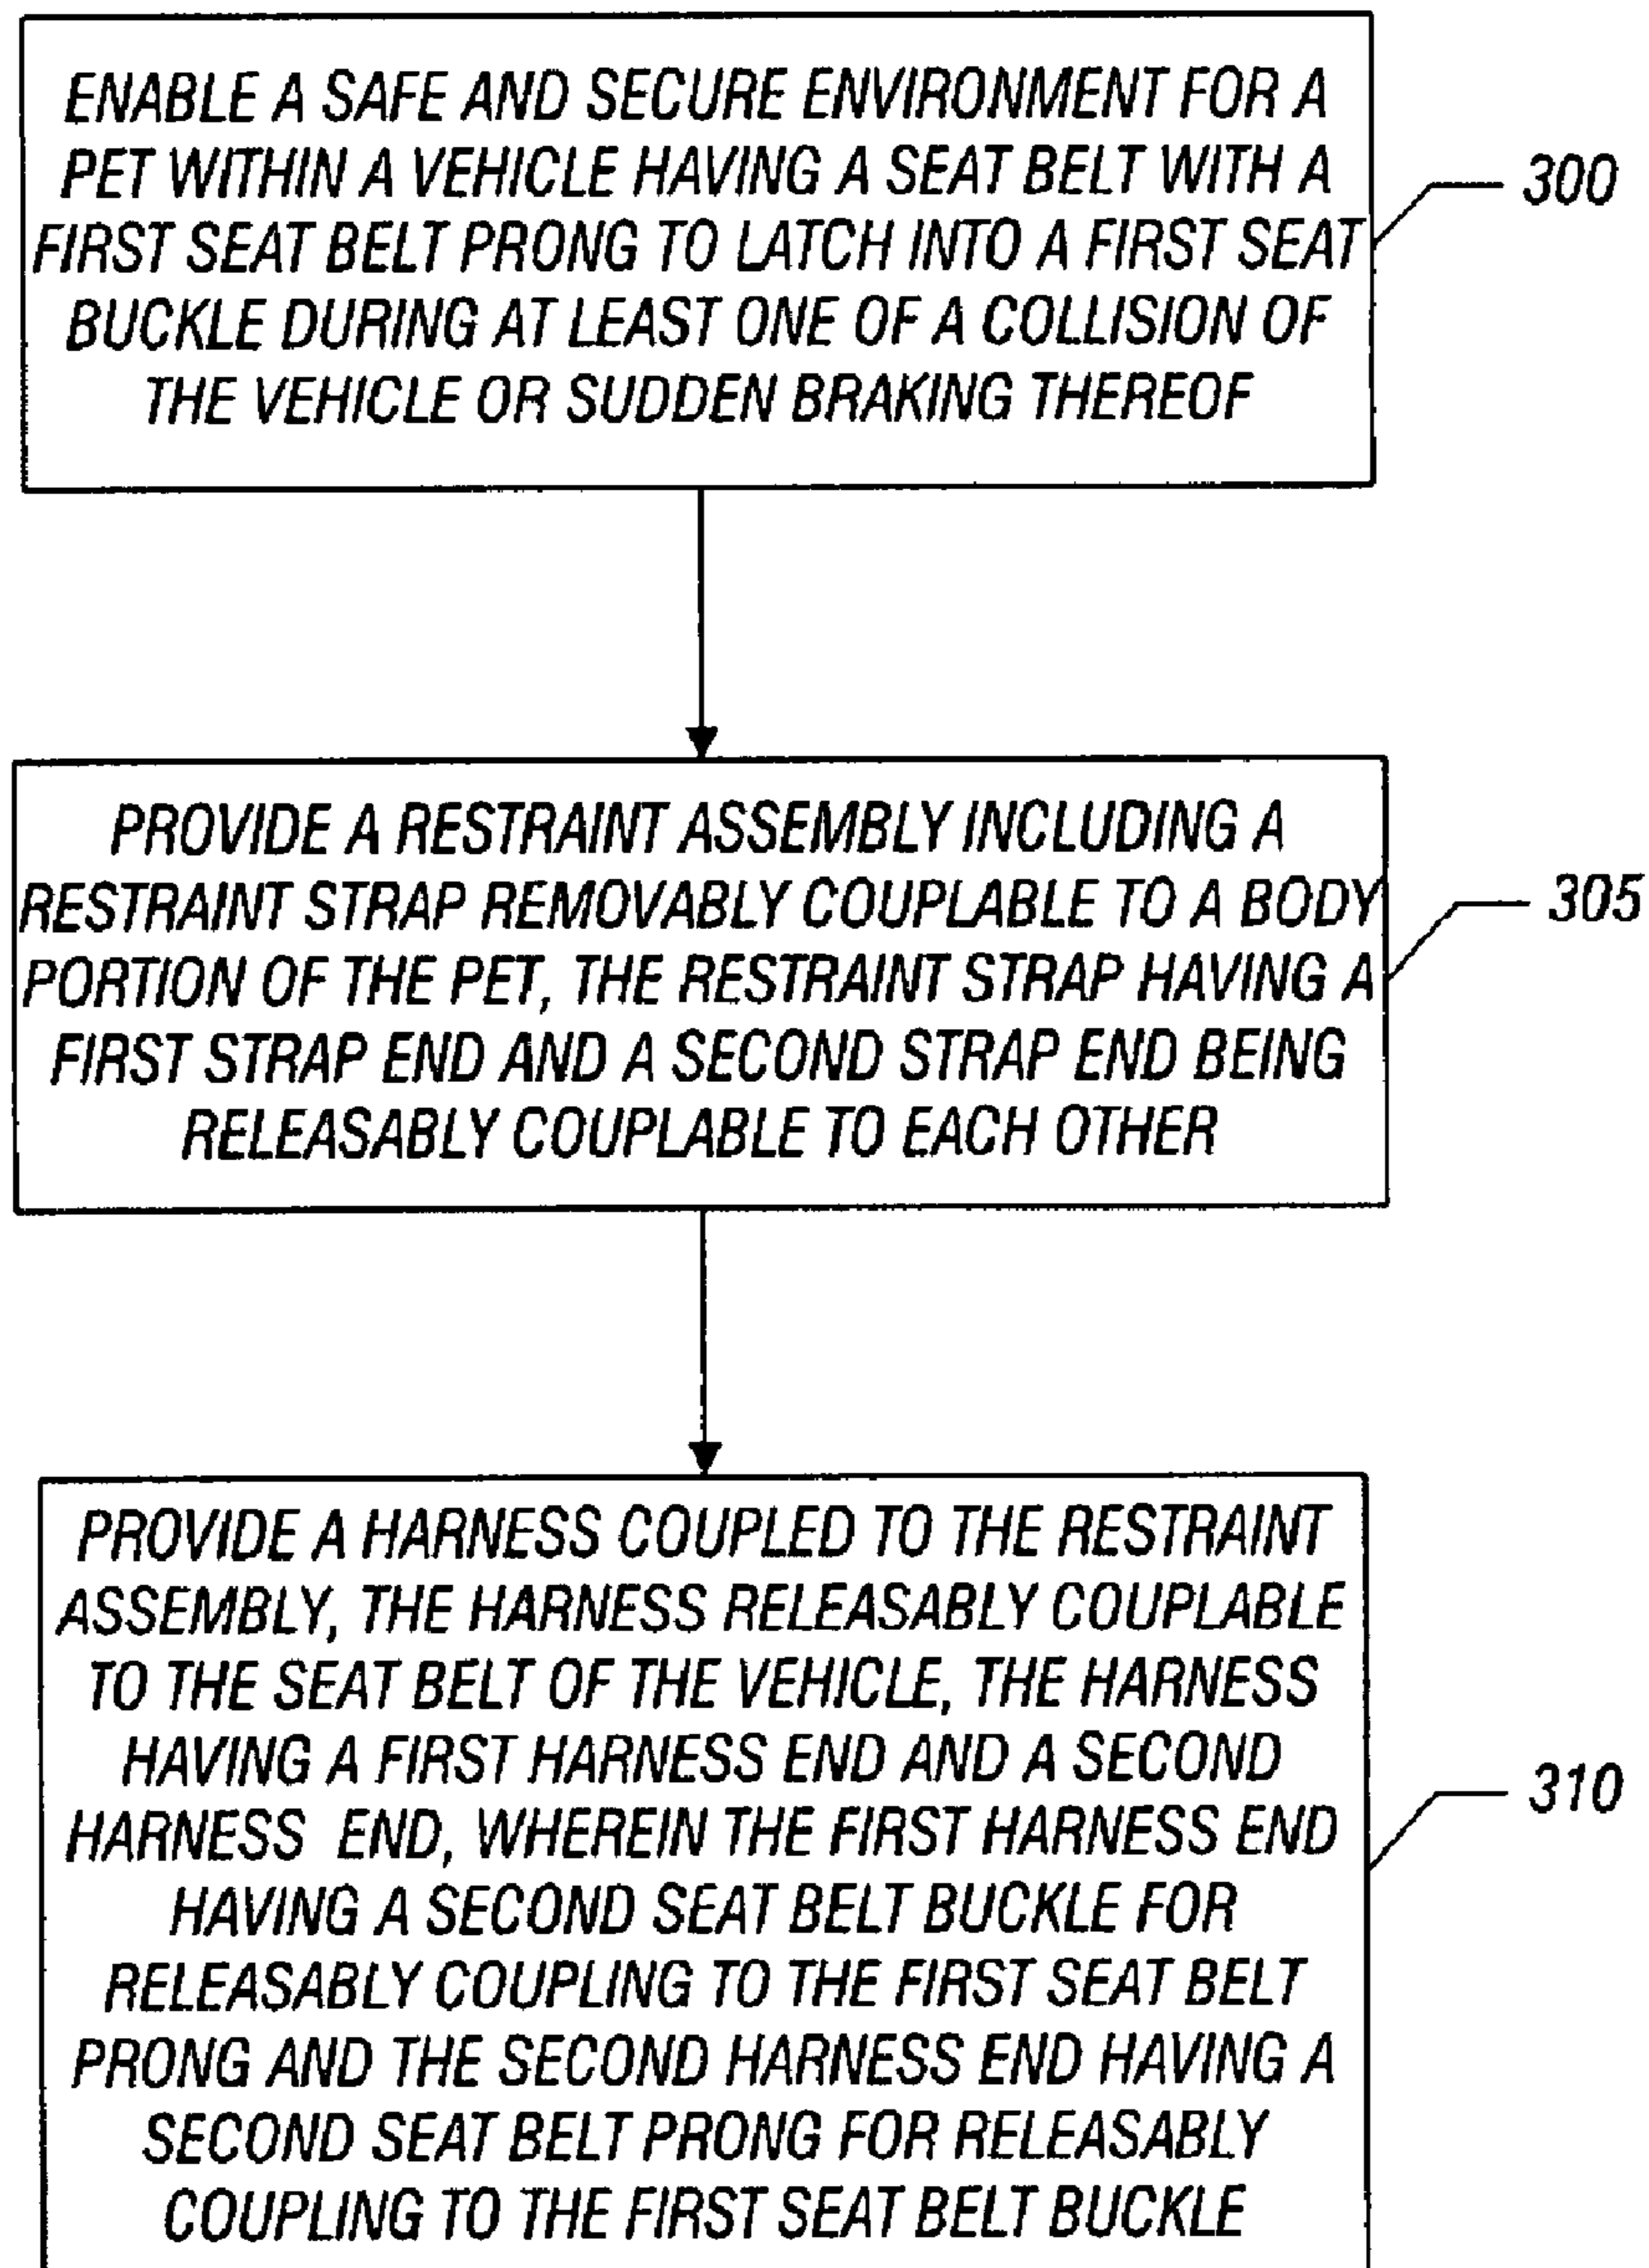 ENABLE A SAFE AND SECURE ENVIRONMENT FOR A
PET WITHIN A VEHICLE HAVING A SEAT BELT WITH A
FIRST SEAT BELT PRONG TO LATCH INTO A FIRST SEAT
BUCKLE DURING AT LEAST ONE OF A COLLISION OF
THE VEHICLE OR SUDDEN BRAKING THEREOF
300
PROVIDE A RESTRAINT ASSEMBLY INCLUDING A
RESTRAINT STRAP REMOVABLY COUPLABLE TO A BODY
PORTION OF THE PET, THE RESTRAINT STRAP HAVING A
FIRST STRAP END AND A SECOND STRAP END BEING
RELEASABLY COUPLABLE TO EACH OTHER
305
PROVIDE A HARNESS COUPLED TO THE RESTRAINT
ASSEMBLY, THE HARNESS RELEASABLY COUPLABLE
TO THE SEAT BELT OF THE VEHICLE, THE HARNESS
HAVING A FIRST HARNESS END AND A SECOND
HARNESS END, WHEREIN THE FIRST HARNESS END
HAVING A SECOND SEAT BELT BUCKLE FOR
RELEASABLY COUPLING TO THE FIRST SEAT BELT
PRONG AND THE SECOND HARNESS END HAVING A
SECOND SEAT BELT PRONG FOR RELEASABLY
COUPLING TO THE FIRST SEAT BELT BUCKLE
310